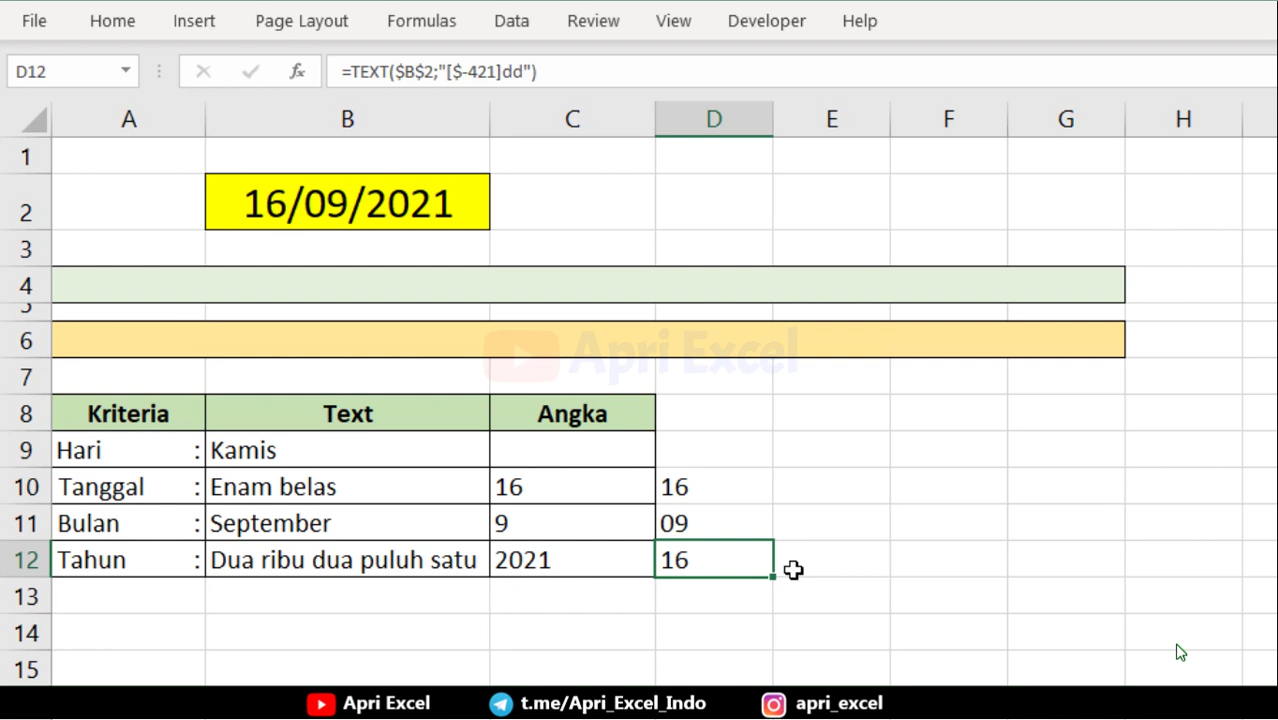 File Home Insert Page Layout Formulas Data Review View Developer Help
D12 fx =TEXT($B$2;"[$-421]dd")
A B C D E F G H
1
2 16/09/2021
3
4
5
6
Apri Excel
7
8 Kriteria Text Angka
9 Hari : Kamis
10 Tanggal : Enam belas 16 16
11 Bulan : September 9 09
12 Tahun : Dua ribu dua puluh satu 2021 16
13
14
15
Apri Excel t.me/Apri_Excel_Indo apri_excel